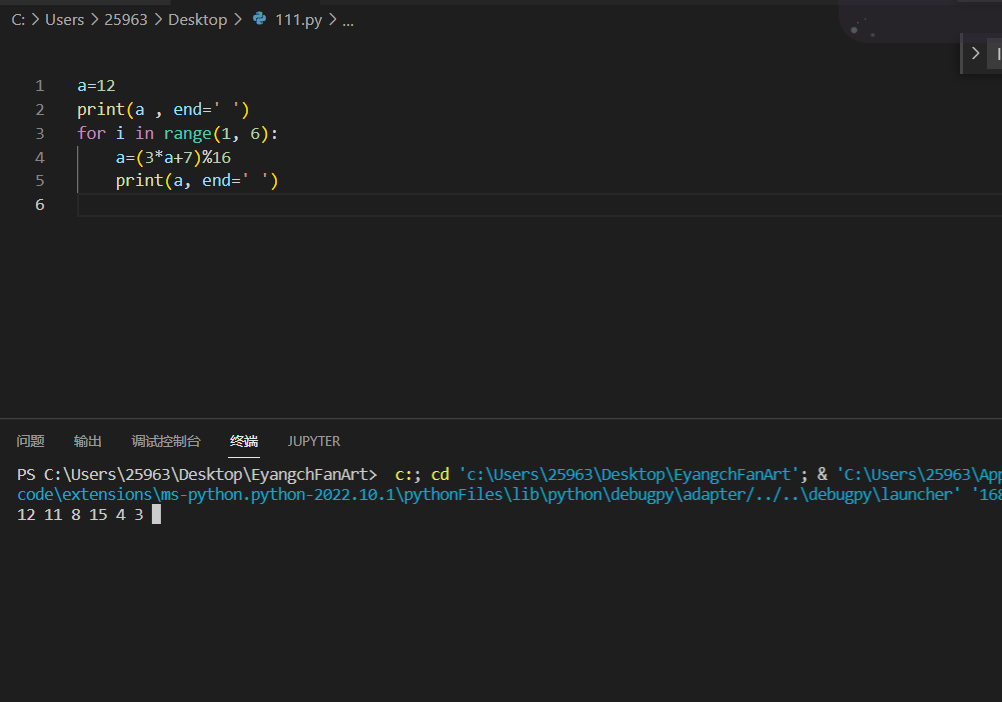 C: > Users > 25963 > Desktop > 111.py > ...
1 a=12
2 print(a , end=' ')
3 for i in range(1, 6):
4     a=(3*a+7)%16
5     print(a, end=' ')
6
问题 输出 调试控制台 终端 JUPYTER
PS C:\Users\25963\Desktop\EyangchFanArt>  c:; cd 'c:\Users\25963\Desktop\EyangchFanArt'; & 'C:\Users\25963\App
code\extensions\ms-python.python-2022.10.1\pythonFiles\lib\python\debugpy\adapter/../..\debugpy\launcher' '168
12 11 8 15 4 3